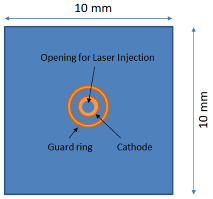 10 mm
Opening for Laser Injection
10 mm
Guard ring
Cathode